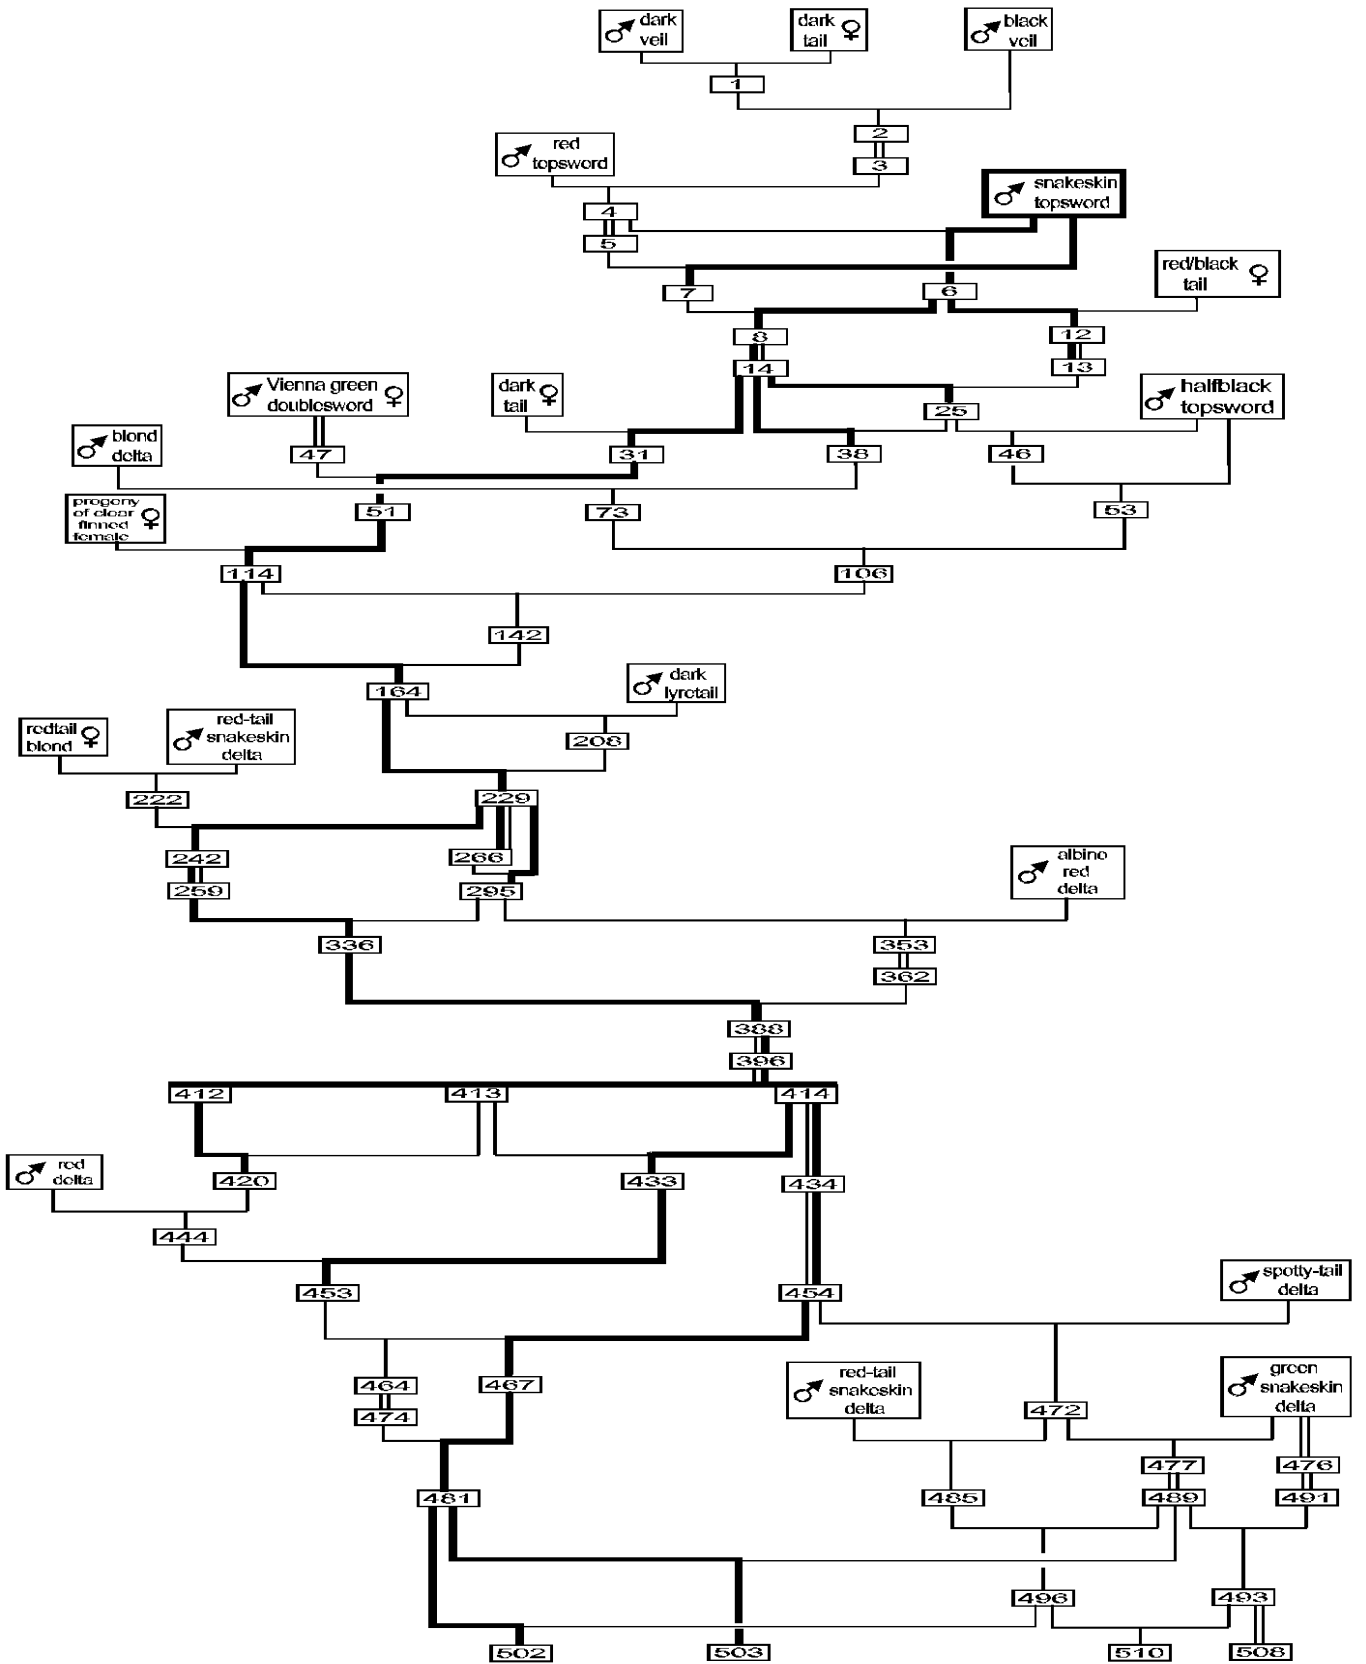 dark
veil
dark
tail
black
veil
1
2
red
topsword
3
snakeskin
topsword
4
5
red/black
tail
7
6
8
12
14
13
Vienna green
doublesword
dark
tail
halfblack
topsword
25
blond
delta
47
31
38
46
progeny
of clear
finned
female
51
73
53
114
106
142
164
dark
lyretail
redtail
blond
red-tail
snakeskin
delta
208
222
229
242
266
albino
red
delta
259
295
336
353
362
388
396
412
413
414
red
delta
420
433
434
444
453
454
spotty-tail
delta
464
467
red-tail
snakeskin
delta
green
snakeskin
delta
474
472
477
476
481
485
489
491
496
493
502
503
510
508